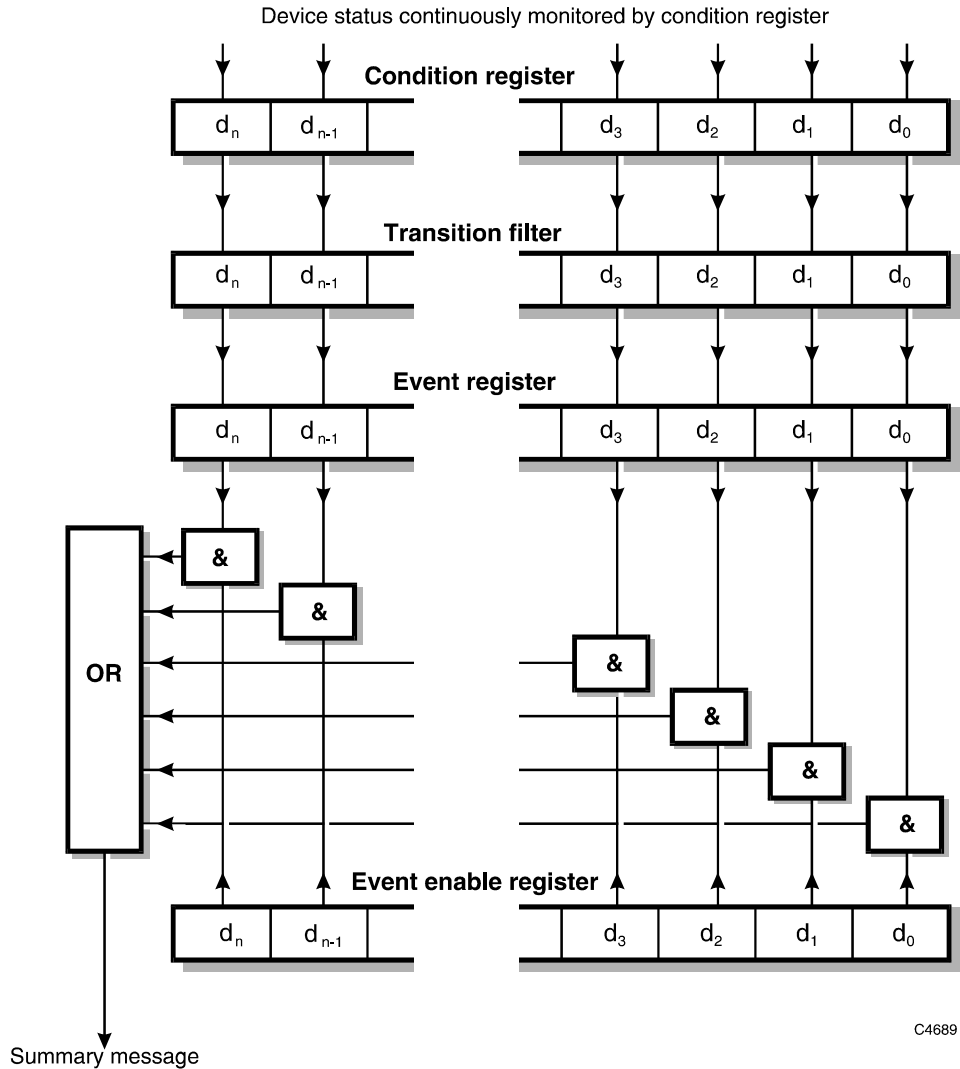 Device status continuously monitored by condition register
Condition register
dn dn-1 d3 d2 d1 d0
Transition filter
dn dn-1 d3 d2 d1 d0
Event register
dn dn-1 d3 d2 d1 d0
&
&
&
OR
&
&
&
Event enable register
dn dn-1 d3 d2 d1 d0
C4689
Summary message